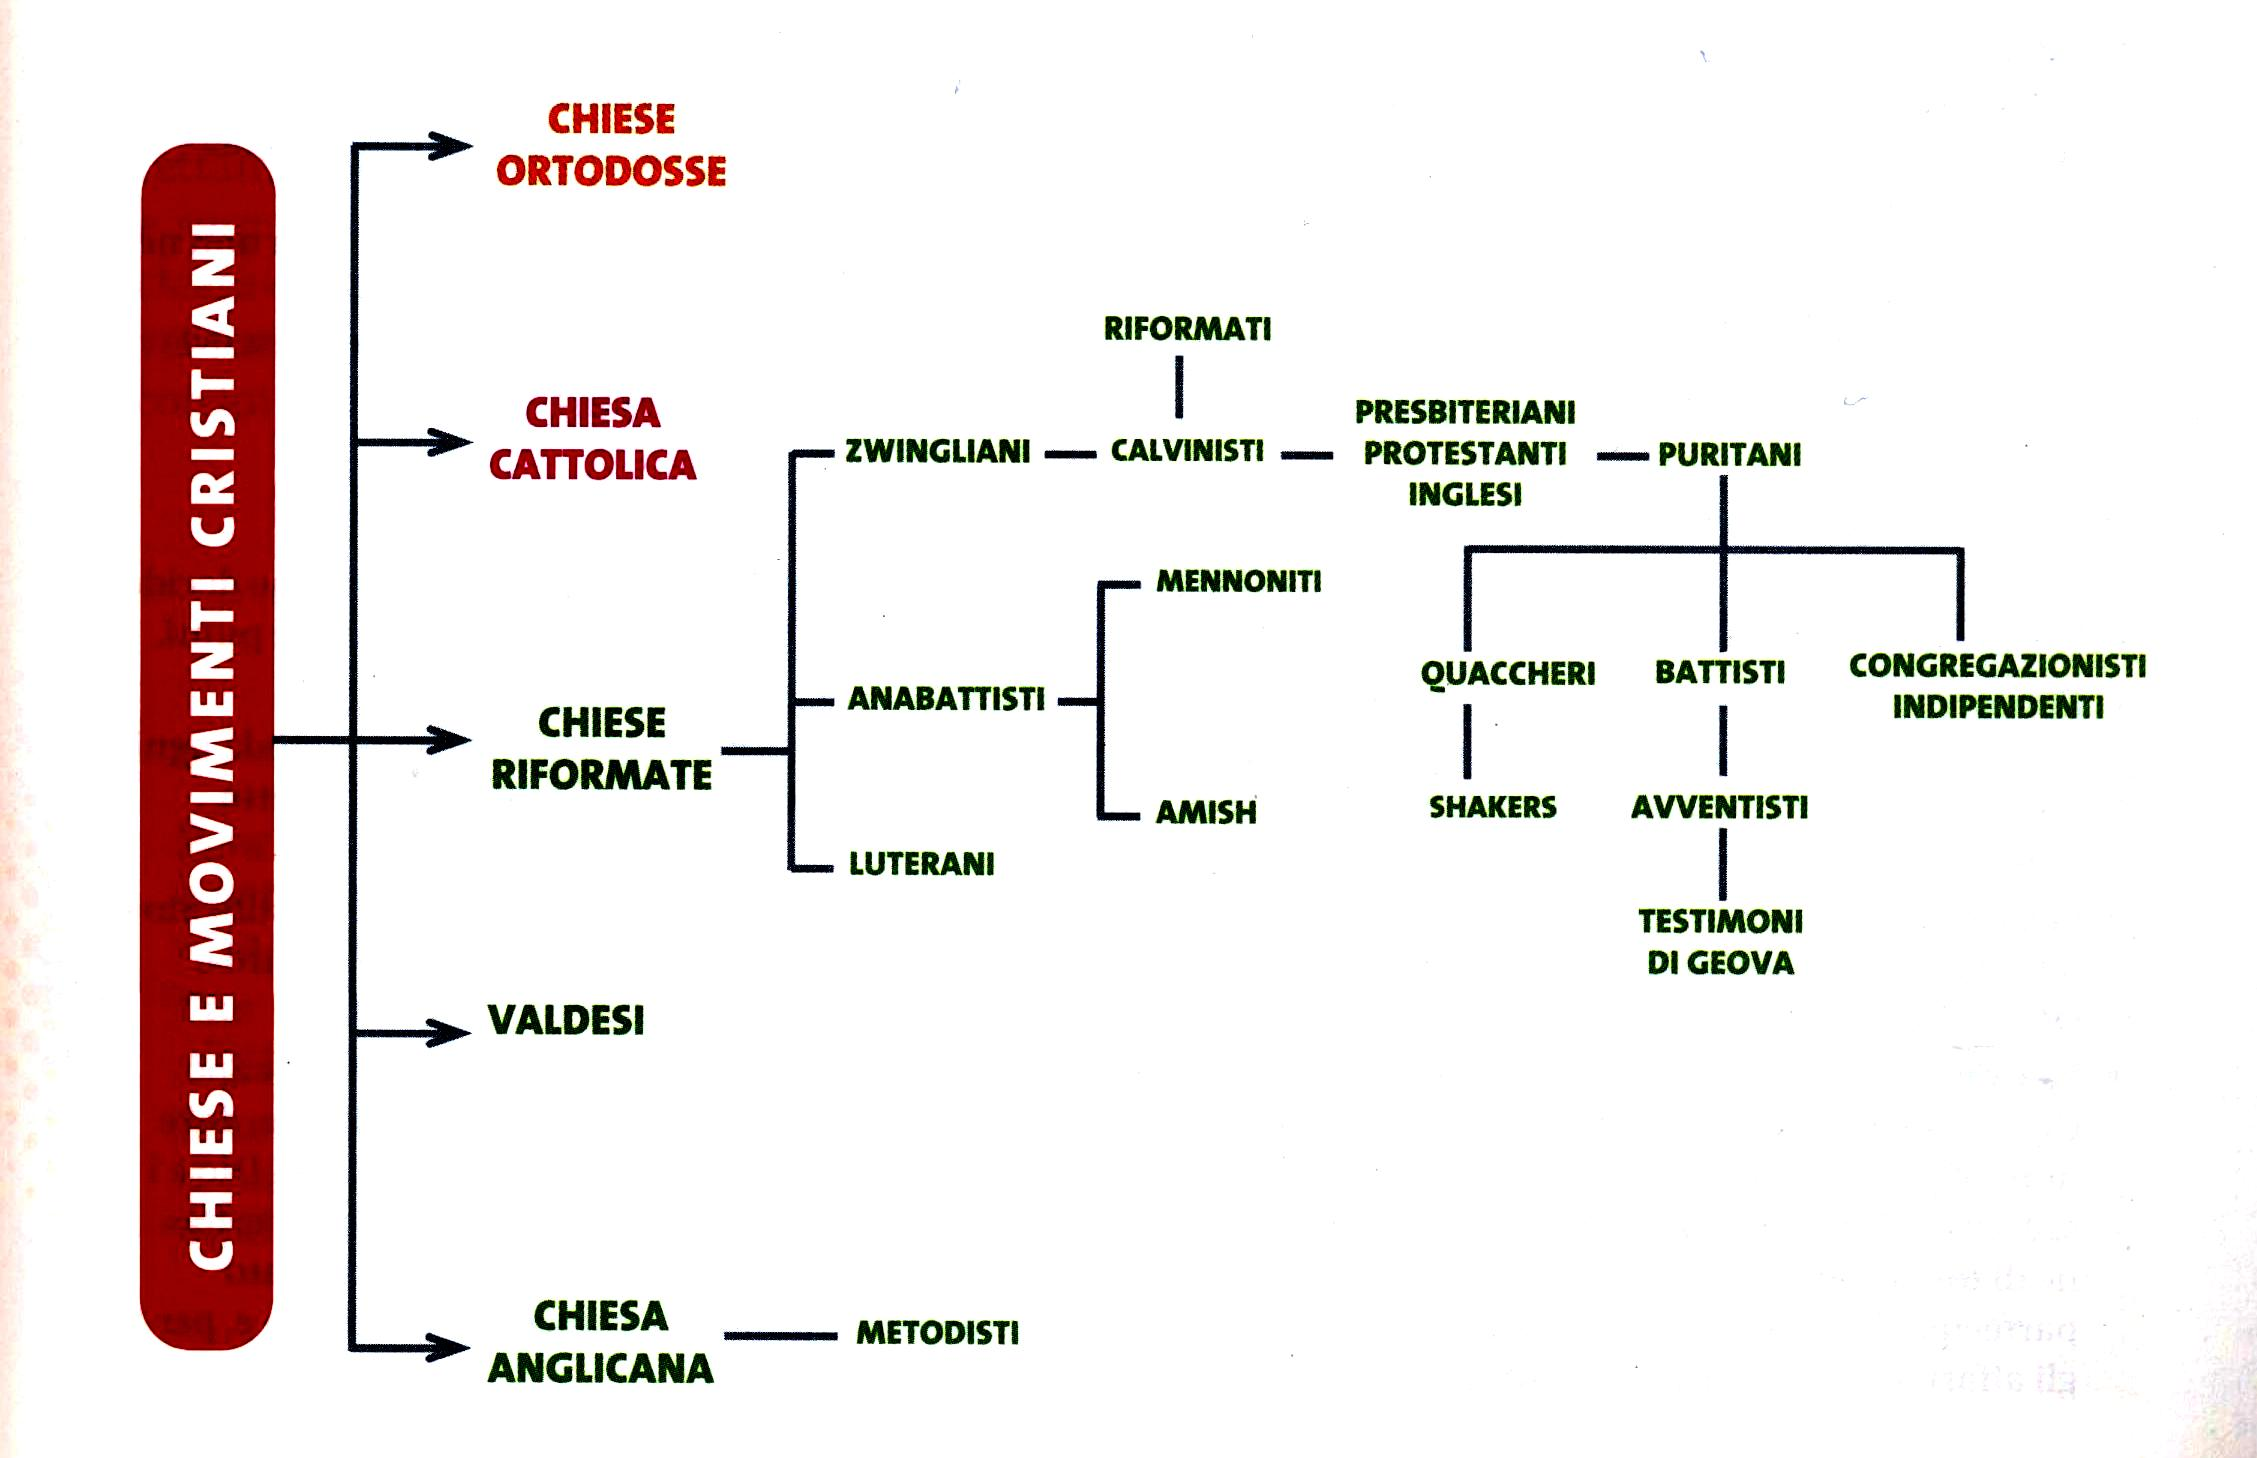 CHIESE E MOVIMENTI CRISTIANI
CHIESE
ORTODOSSE
CHIESA
CATTOLICA
CHIESE
RIFORMATE
VALDESI
CHIESA
ANGLICANA
METODISTI
ZWINGLIANI
ANABATTISTI
LUTERANI
MENNONITI
AMISH
RIFORMATI
CALVINISTI
PRESBITERIANI
PROTESTANTI
INGLESI
PURITANI
QUACCHERI
SHAKERS
BATTISTI
AVVENTISTI
TESTIMONI
DI GEOVA
CONGREGAZIONISTI
INDIPENDENTI